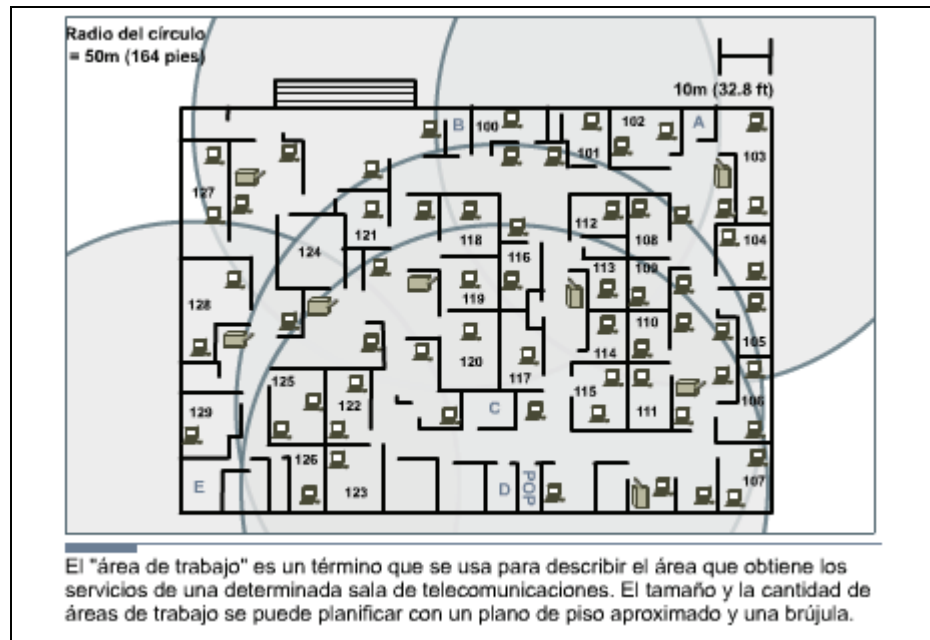 Radio del círculo
= 50m (164 pies)
10m (32.8 ft)
B
100
102
A
101
103
127
121
118
112
108
104
124
116
113
109
128
119
110
105
120
114
125
122
117
115
111
106
129
C
126
123
E
D
POP
107
El "área de trabajo" es un término que se usa para describir el área que obtiene los
servicios de una determinada sala de telecomunicaciones. El tamaño y la cantidad de
áreas de trabajo se puede planificar con un plano de piso aproximado y una brújula.